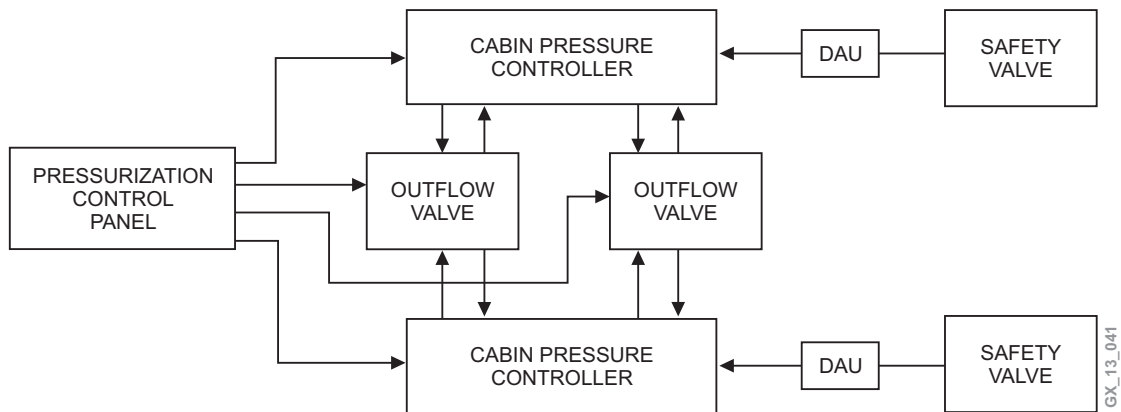 CABIN PRESSURE
CONTROLLER
DAU
SAFETY
VALVE
PRESSURIZATION
CONTROL
PANEL
OUTFLOW
VALVE
OUTFLOW
VALVE
CABIN PRESSURE
CONTROLLER
DAU
SAFETY
VALVE
GX_13_041